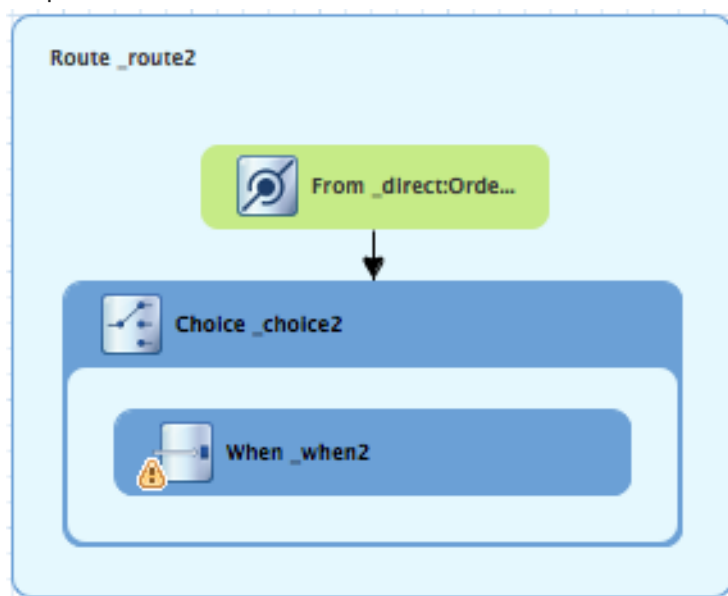 Route _route2
From _direct:Orde...
Choice _choice2
When _when2